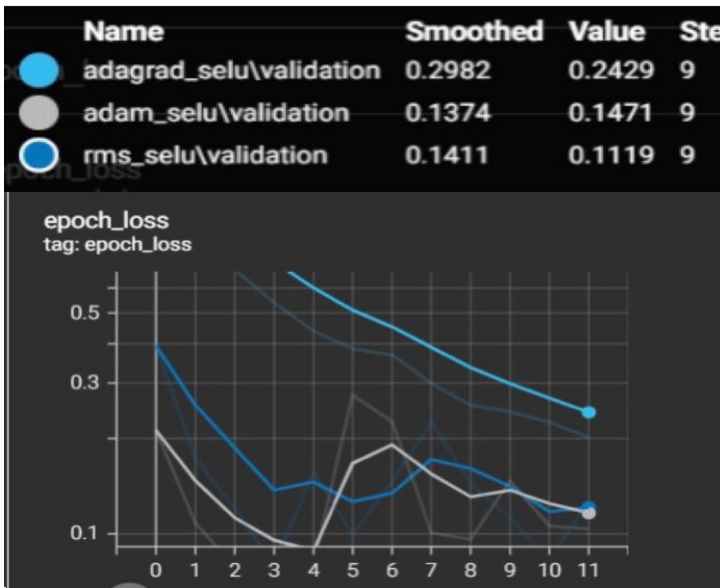 Name Smoothed Value Ste
adagrad_selu\validation 0.2982 0.2429 9
adam_selu\validation 0.1374 0.1471 9
rms_selu\validation 0.1411 0.1119 9
epoch_loss
epoch_loss
tag: epoch_loss
0.5
0.3
0.1
0 1 2 3 4 5 6 7 8 9 10 11